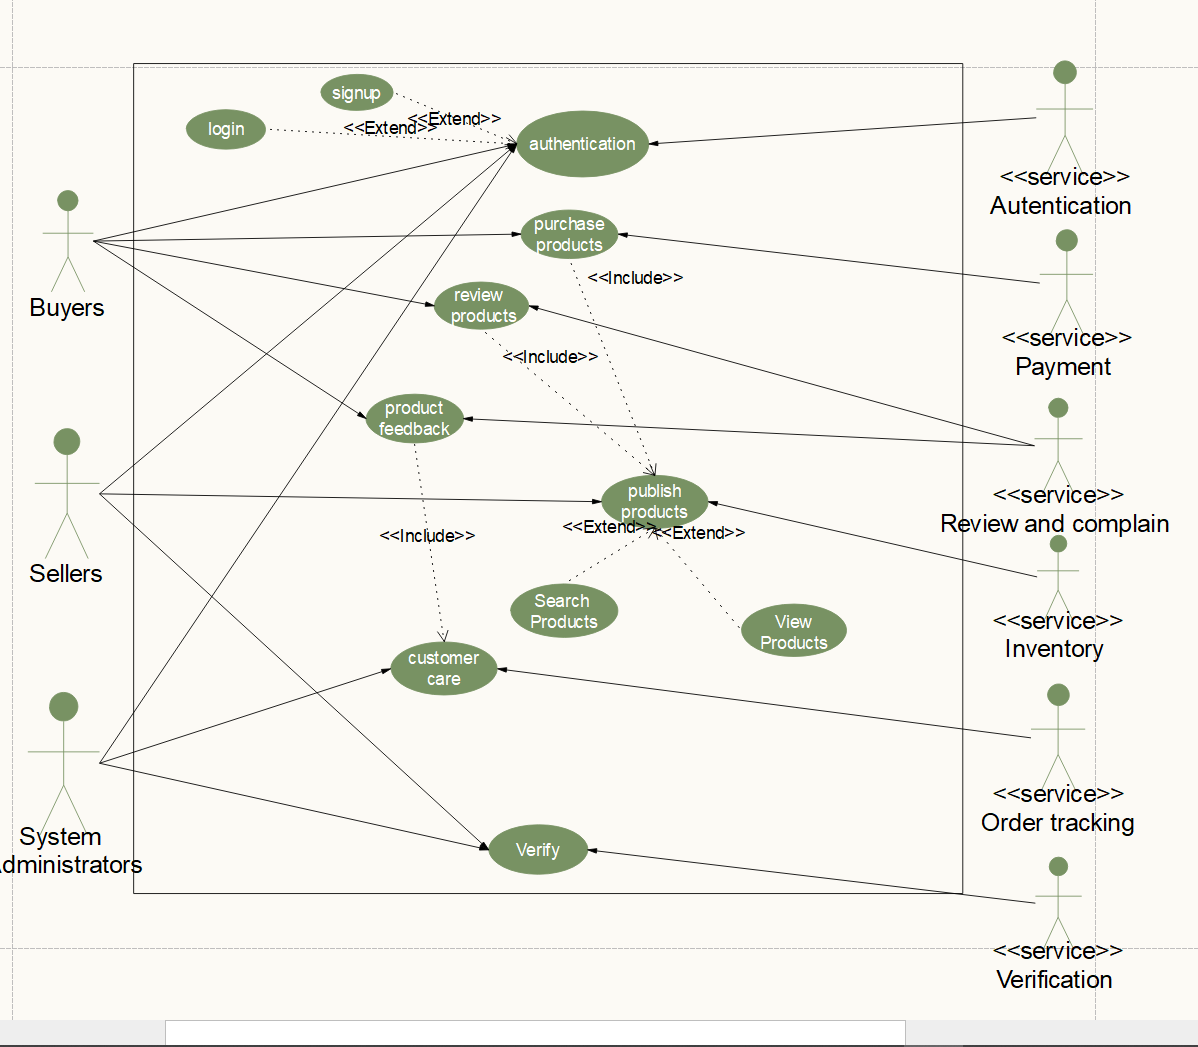 signup
<<Extend>>
login
<<Extend>>
authentication
<<service>>
Autentication
purchase
products
<<Include>>
Buyers
review
products
<<Include>>
<<service>>
Payment
product
feedback
<<service>>
Review and complain
publish
products
<<Extend>>
<<Extend>>
<<Include>>
Sellers
Search
Products
View
Products
<<service>>
Inventory
customer
care
<<service>>
Order tracking
System
dministrators
Verify
<<service>>
Verification